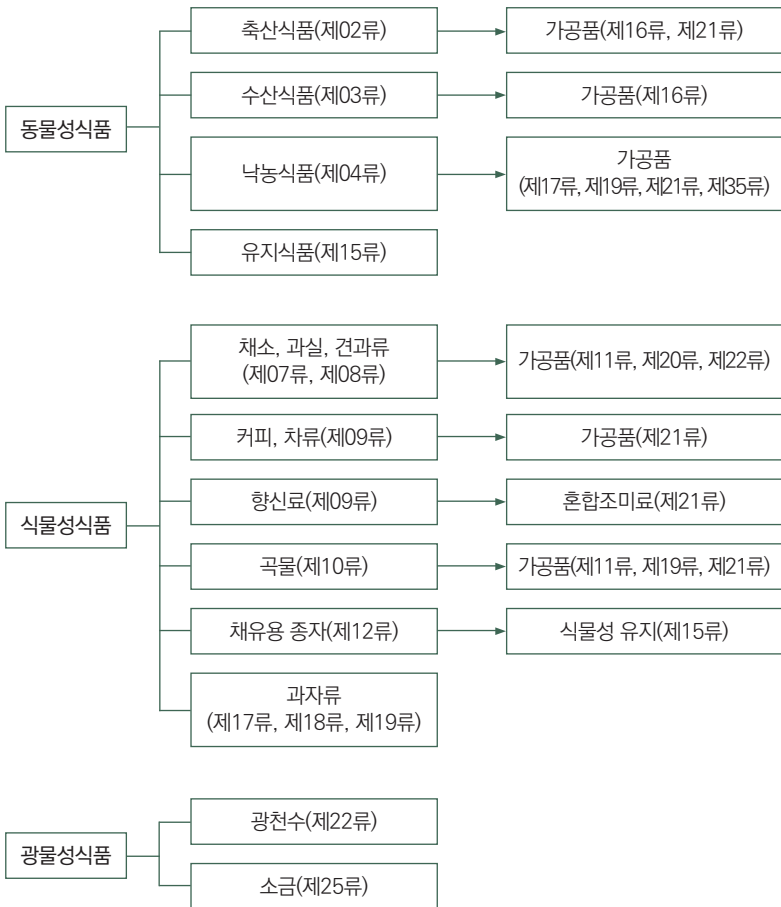 동물성식품
축산식품(제02류)
가공품(제16류, 제21류)
수산식품(제03류)
가공품(제16류)
낙농식품(제04류)
가공품
(제17류, 제19류, 제21류, 제35류)
유지식품(제15류)
식물성식품
채소, 과실, 견과류
(제07류, 제08류)
가공품(제11류, 제20류, 제22류)
커피, 차류(제09류)
가공품(제21류)
향신료(제09류)
혼합조미료(제21류)
곡물(제10류)
가공품(제11류, 제19류, 제21류)
채유용 종자(제12류)
식물성 유지(제15류)
과자류
(제17류, 제18류, 제19류)
광물성식품
광천수(제22류)
소금(제25류)